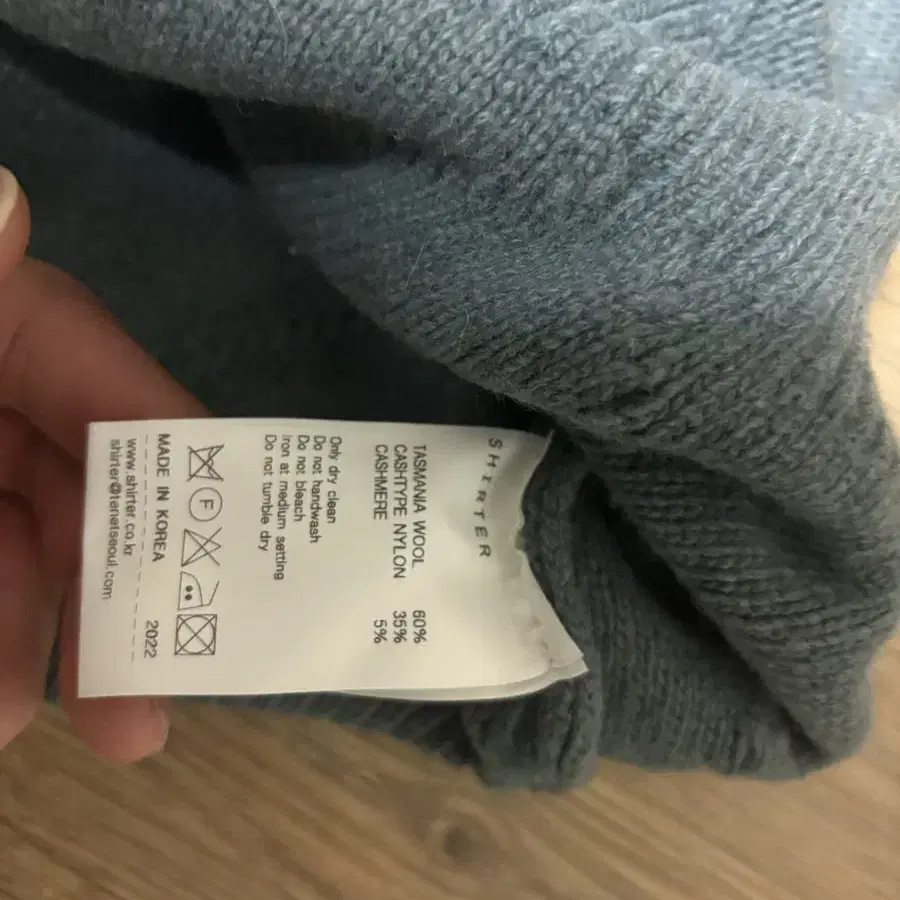 SHIRTER
TASMANIA WOOL 60%
CASHTYPE NYLON 35%
CASHMERE 5%
Only dry clean
Do not handwash
Do not bleach
Iron at medium setting
Do not tumble dry
F
MADE IN KOREA 2022
www.shirter.co.kr
shirter@tenetseoul.com